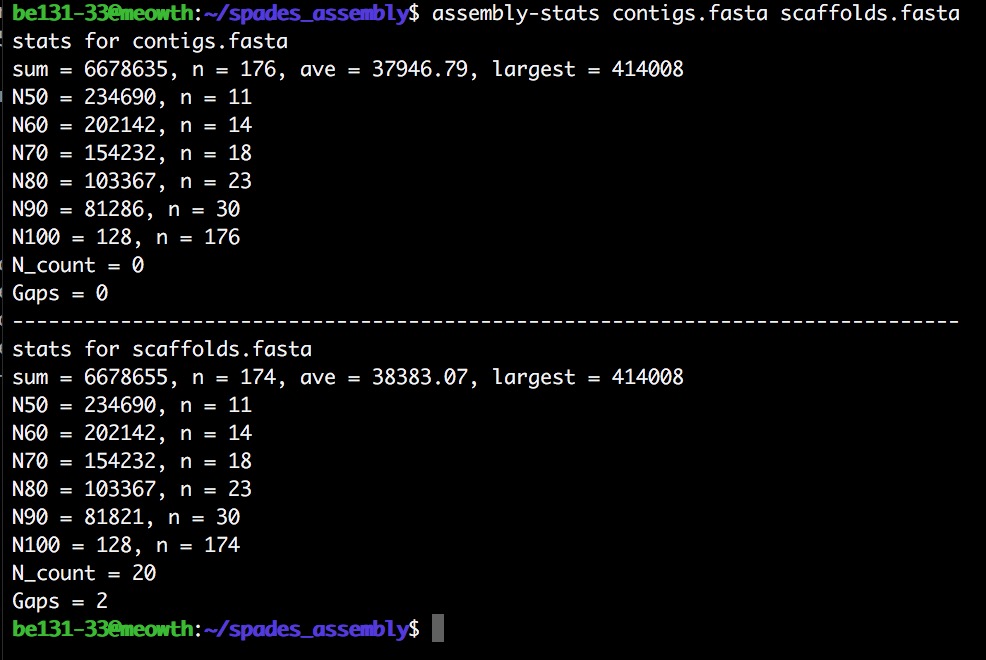 be131-33@meowth:~/spades_assembly$ assembly-stats contigs.fasta scaffolds.fasta
stats for contigs.fasta
sum = 6678635, n = 176, ave = 37946.79, largest = 414008
N50 = 234690, n = 11
N60 = 202142, n = 14
N70 = 154232, n = 18
N80 = 103367, n = 23
N90 = 81286, n = 30
N100 = 128, n = 176
N_count = 0
Gaps = 0
-------------------------------------------------------------------------------
stats for scaffolds.fasta
sum = 6678655, n = 174, ave = 38383.07, largest = 414008
N50 = 234690, n = 11
N60 = 202142, n = 14
N70 = 154232, n = 18
N80 = 103367, n = 23
N90 = 81821, n = 30
N100 = 128, n = 174
N_count = 20
Gaps = 2
be131-33@meowth:~/spades_assembly$